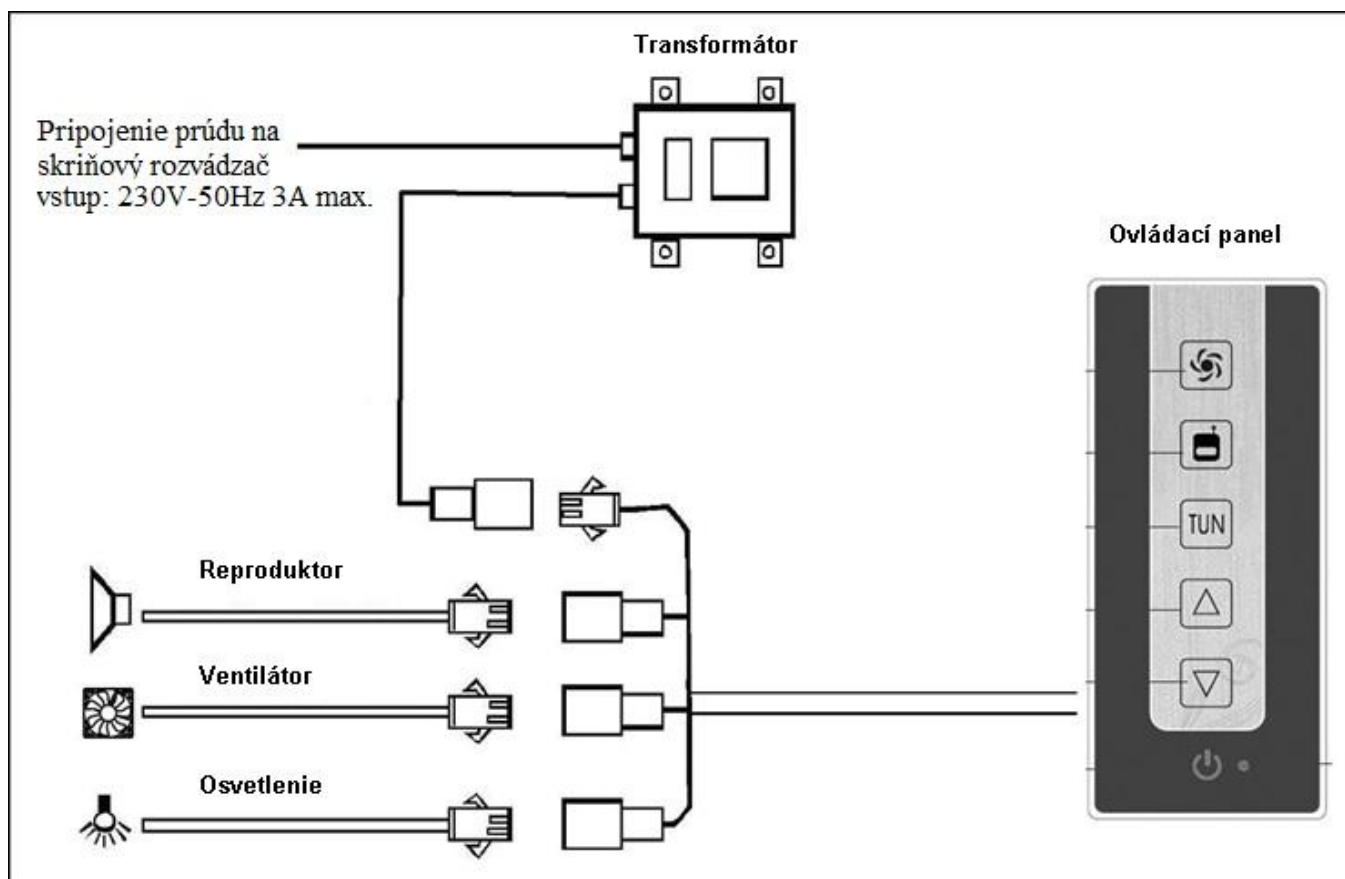 Transformátor
Pripojenie prúdu na
skriňový rozvádzač
vstup: 230V-50Hz 3A max.
Ovládací panel
TUN
Reproduktor
Ventilátor
Osvetlenie